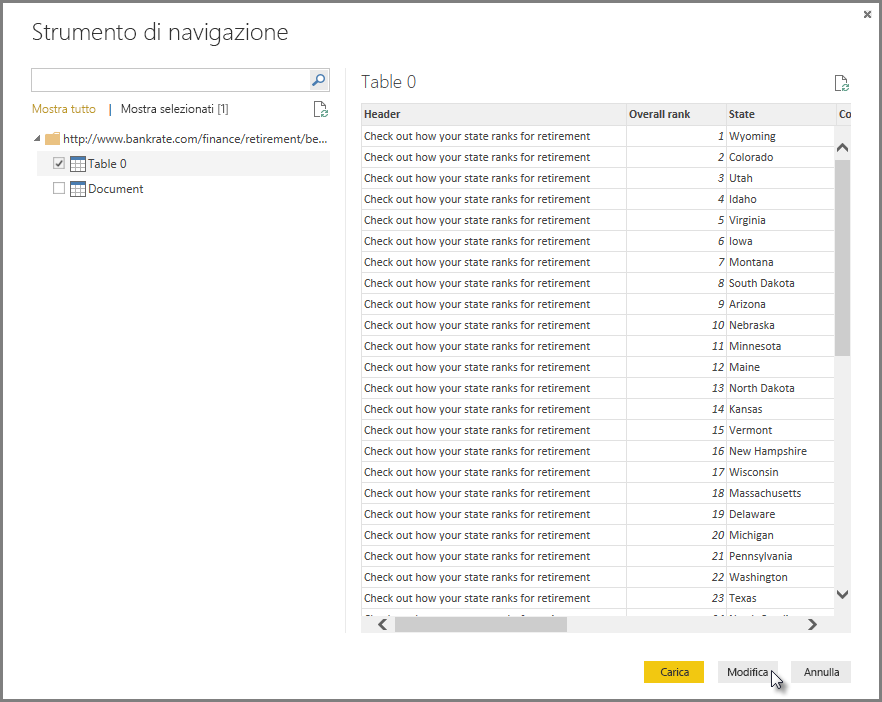 Strumento di navigazione
Mostra tutto | Mostra selezionati [1]
http://www.bankrate.com/finance/retirement/be...
Table 0
Document
Table 0
Header Overall rank State Co
Check out how your state ranks for retirement 1 Wyoming
Check out how your state ranks for retirement 2 Colorado
Check out how your state ranks for retirement 3 Utah
Check out how your state ranks for retirement 4 Idaho
Check out how your state ranks for retirement 5 Virginia
Check out how your state ranks for retirement 6 Iowa
Check out how your state ranks for retirement 7 Montana
Check out how your state ranks for retirement 8 South Dakota
Check out how your state ranks for retirement 9 Arizona
Check out how your state ranks for retirement 10 Nebraska
Check out how your state ranks for retirement 11 Minnesota
Check out how your state ranks for retirement 12 Maine
Check out how your state ranks for retirement 13 North Dakota
Check out how your state ranks for retirement 14 Kansas
Check out how your state ranks for retirement 15 Vermont
Check out how your state ranks for retirement 16 New Hampshire
Check out how your state ranks for retirement 17 Wisconsin
Check out how your state ranks for retirement 18 Massachusetts
Check out how your state ranks for retirement 19 Delaware
Check out how your state ranks for retirement 20 Michigan
Check out how your state ranks for retirement 21 Pennsylvania
Check out how your state ranks for retirement 22 Washington
Check out how your state ranks for retirement 23 Texas
Carica Modifica Annulla